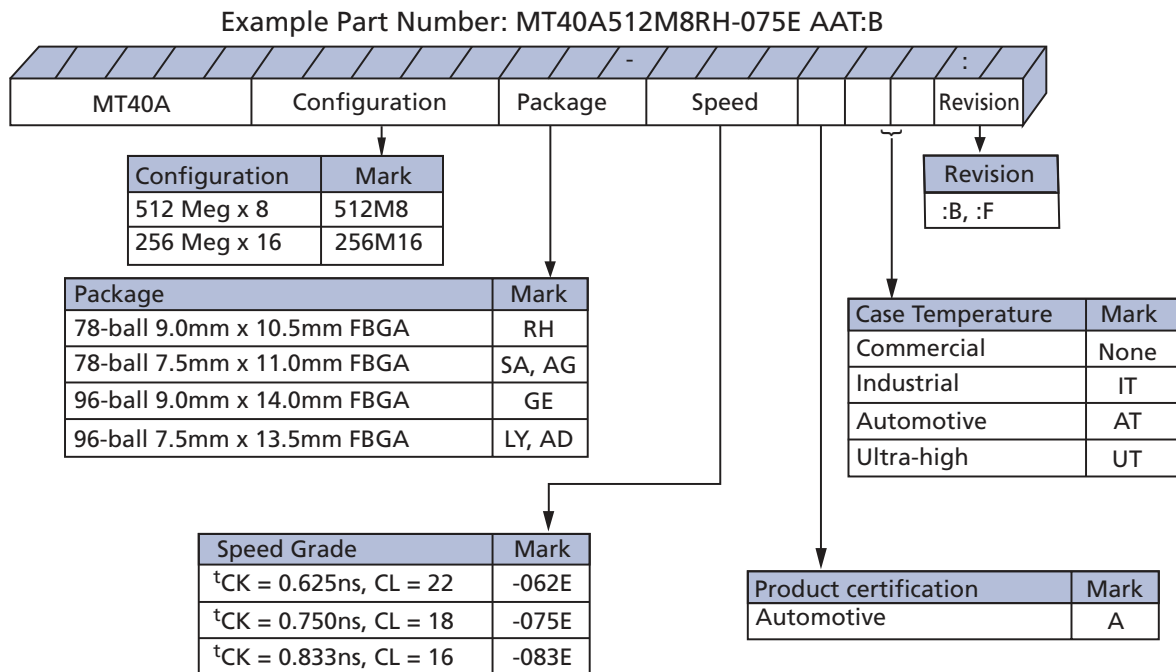 Example Part Number: MT40A512M8RH-075E AAT:B
- :
MT40A Configuration Package Speed Revision
Configuration Mark
512 Meg x 8 512M8
256 Meg x 16 256M16
Revision
:B, :F
Package Mark
78-ball 9.0mm x 10.5mm FBGA RH
78-ball 7.5mm x 11.0mm FBGA SA, AG
96-ball 9.0mm x 14.0mm FBGA GE
96-ball 7.5mm x 13.5mm FBGA LY, AD
Case Temperature Mark
Commercial None
Industrial IT
Automotive AT
Ultra-high UT
Speed Grade Mark
tCK = 0.625ns, CL = 22 -062E
tCK = 0.750ns, CL = 18 -075E
tCK = 0.833ns, CL = 16 -083E
Product certification Mark
Automotive A